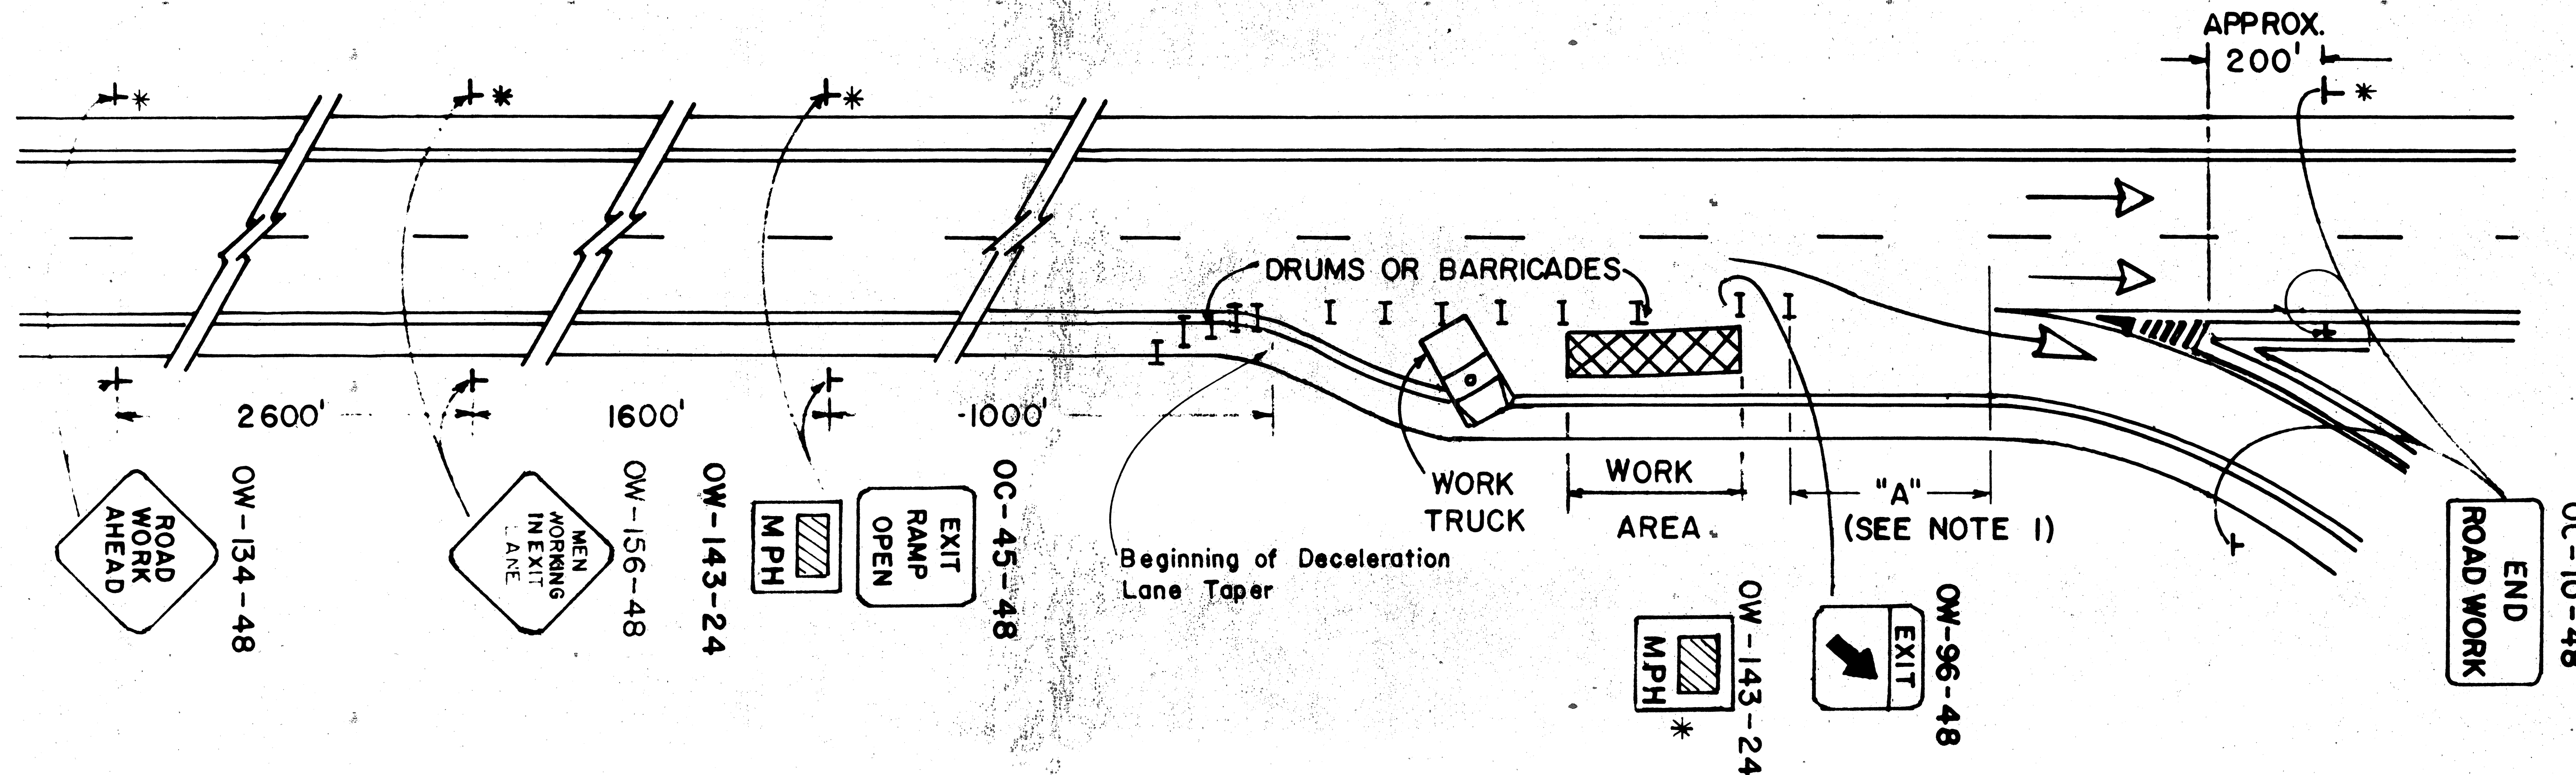 APPROX.
200'
*
*
*
*
DRUMS OR BARRICADES
2600'
1600'
1000'
WORK
TRUCK
WORK
AREA
"A"
(SEE NOTE 1)
Beginning of Deceleration
Lane Taper
ROAD
WORK
AHEAD
OW-134-48
MEN
WORKING
IN EXIT
LANE
OW-156-48
OW-143-24
MPH
EXIT
RAMP
OPEN
OC-45-48
MPH
*
OW-143-24
EXIT
OW-96-48
END
ROAD WORK